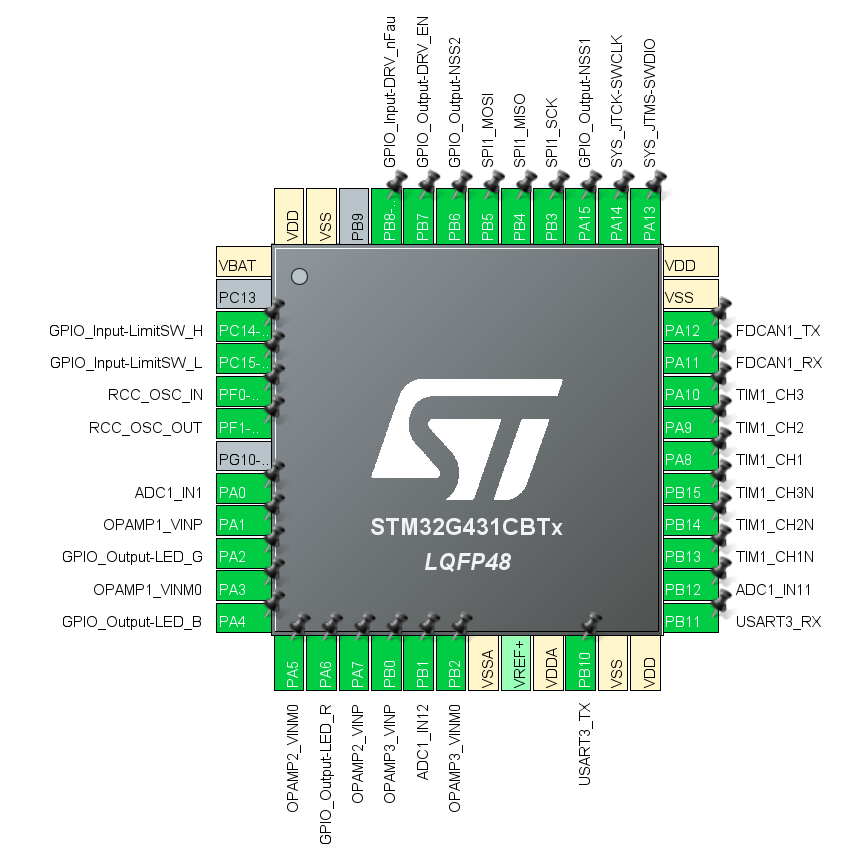 GPIO_Input-DRV_nFau
GPIO_Output-DRV_EN
GPIO_Output-NSS2
SPI1_MOSI
SPI1_MISO
SPI1_SCK
GPIO_Output-NSS1
SYS_JTCK-SWCLK
SYS_JTMS-SWDIO
VDD
VSS
PB9
PB8-..
PB7
PB6
PB5
PB4
PB3
PA15
PA14
PA13
VBAT
PC13
GPIO_Input-LimitSW_H PC14-..
GPIO_Input-LimitSW_L PC15-..
RCC_OSC_IN PF0-..
RCC_OSC_OUT PF1-..
PG10-..
ADC1_IN1 PA0
OPAMP1_VINP PA1
GPIO_Output-LED_G PA2
OPAMP1_VINM0 PA3
GPIO_Output-LED_B PA4
ST
STM32G431CBTx
LQFP48
VDD
VSS
PA12 FDCAN1_TX
PA11 FDCAN1_RX
PA10 TIM1_CH3
PA9 TIM1_CH2
PA8 TIM1_CH1
PB15 TIM1_CH3N
PB14 TIM1_CH2N
PB13 TIM1_CH1N
PB12 ADC1_IN11
PB11 USART3_RX
PA5
PA6
PA7
PB0
PB1
PB2
VSSA
VREF+
VDDA
PB10
VSS
VDD
OPAMP2_VINM0
GPIO_Output-LED_R
OPAMP2_VINP
OPAMP3_VINP
ADC1_IN12
OPAMP3_VINM0
USART3_TX